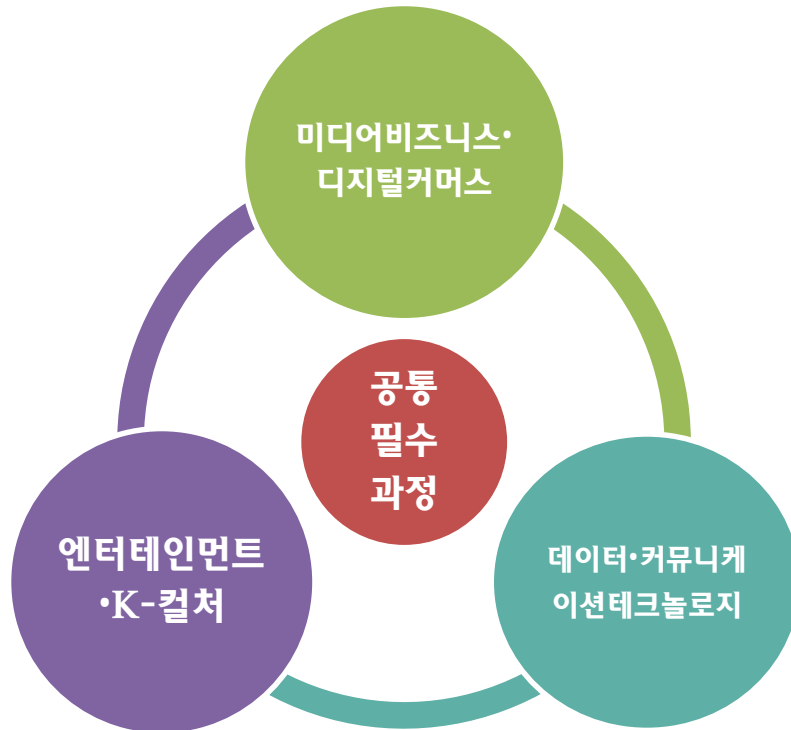 미디어비즈니스•
디지털커머스
공통
필수
과정
엔터테인먼트
•K-컬처
데이터•커뮤니케
이션테크놀로지